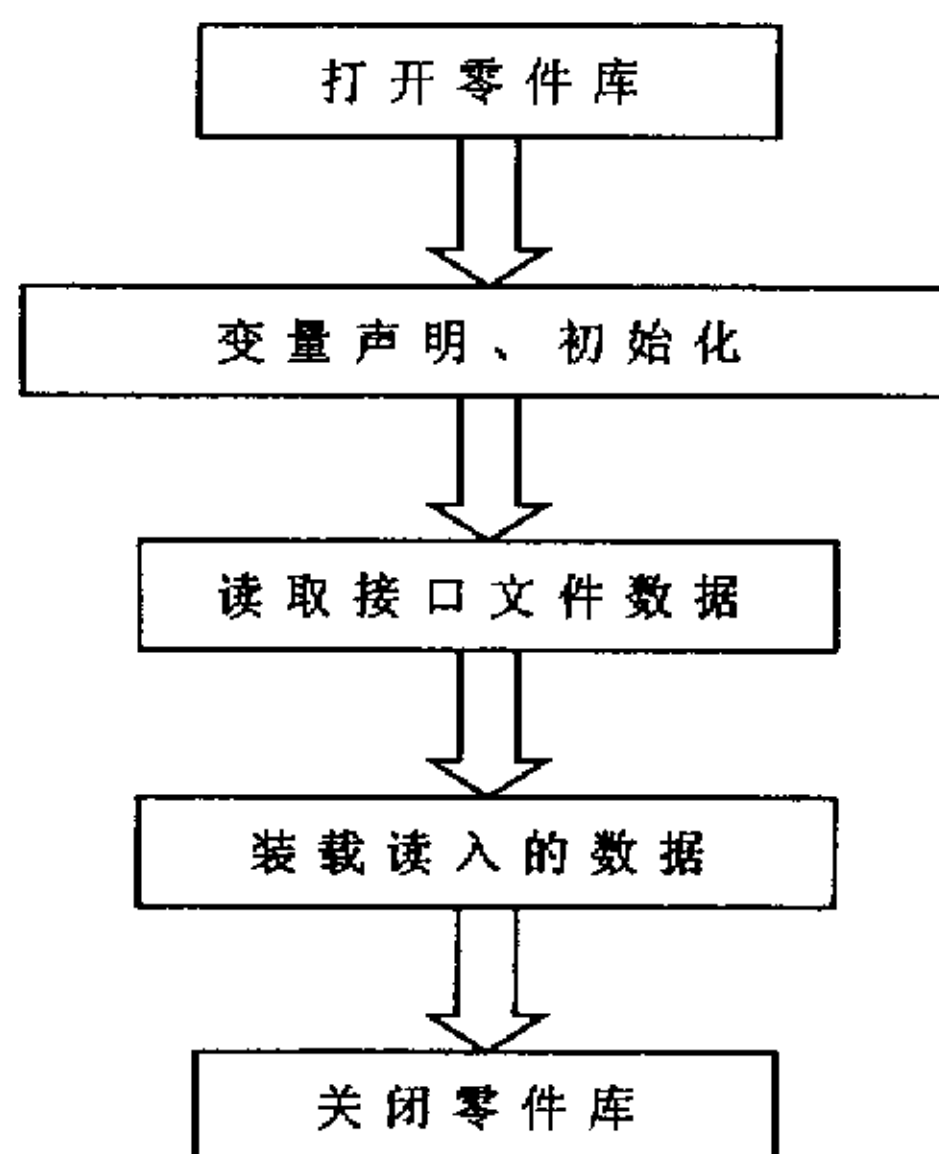 打开零件库
变量声明、初始化
读取接口文件数据
装载读入的数据
关闭零件库